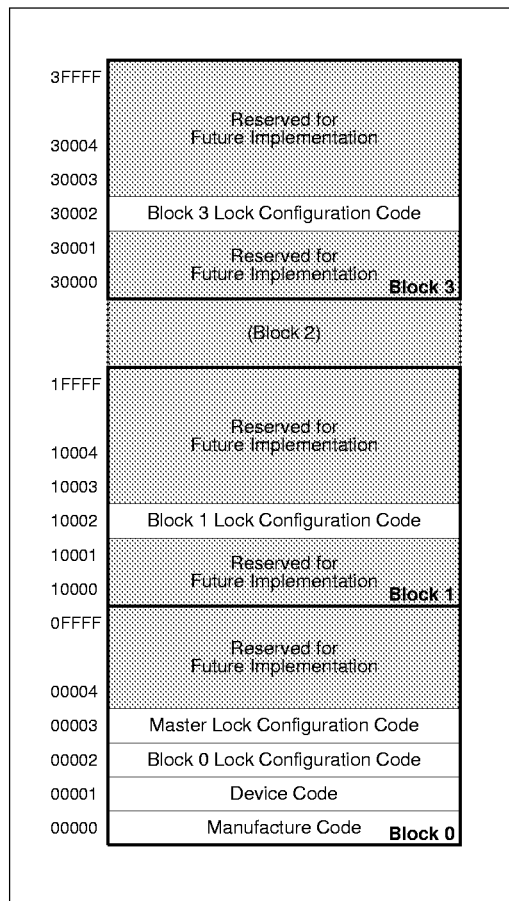 3FFFF
Reserved for
Future Implementation
30004
30003
30002 Block 3 Lock Configuration Code
30001
Reserved for
Future Implementation
30000
Block 3
(Block 2)
1FFFF
Reserved for
Future Implementation
10004
10003
10002 Block 1 Lock Configuration Code
10001
Reserved for
Future Implementation
10000
Block 1
0FFFF
Reserved for
Future Implementation
00004
00003 Master Lock Configuration Code
00002 Block 0 Lock Configuration Code
00001 Device Code
00000 Manufacture Code Block 0